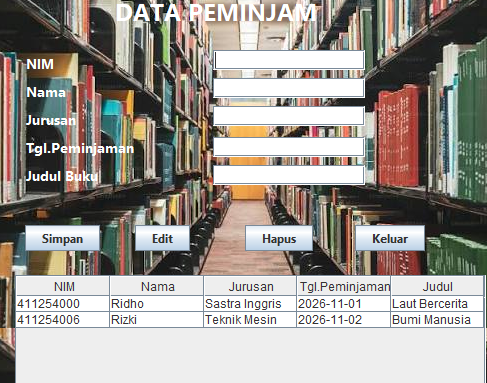 DATA PEMINJAM
NIM
Nama
Jurusan
Tgl.Peminjaman
Judul Buku
Simpan Edit Hapus Keluar
NIM Nama Jurusan Tgl.Peminjaman Judul
411254000 Ridho Sastra Inggris 2026-11-01 Laut Bercerita
411254006 Rizki Teknik Mesin 2026-11-02 Bumi Manusia